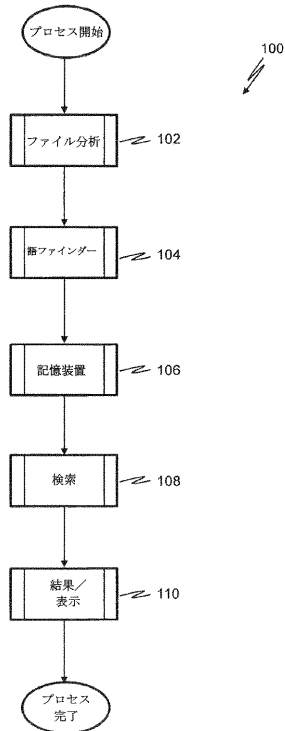 プロセス開始
100
ファイル分析
102
器ファインダー
104
記憶装置
106
検索
108
結果／
表示
110
プロセス
完了